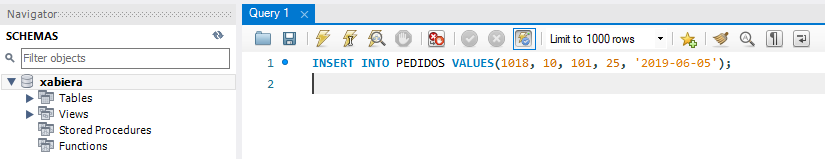 Navigator
SCHEMAS
Filter objects
xabiera
Tables
Views
Stored Procedures
Functions
Query 1
Limit to 1000 rows
1 INSERT INTO PEDIDOS VALUES(1018, 10, 101, 25, '2019-06-05');
2